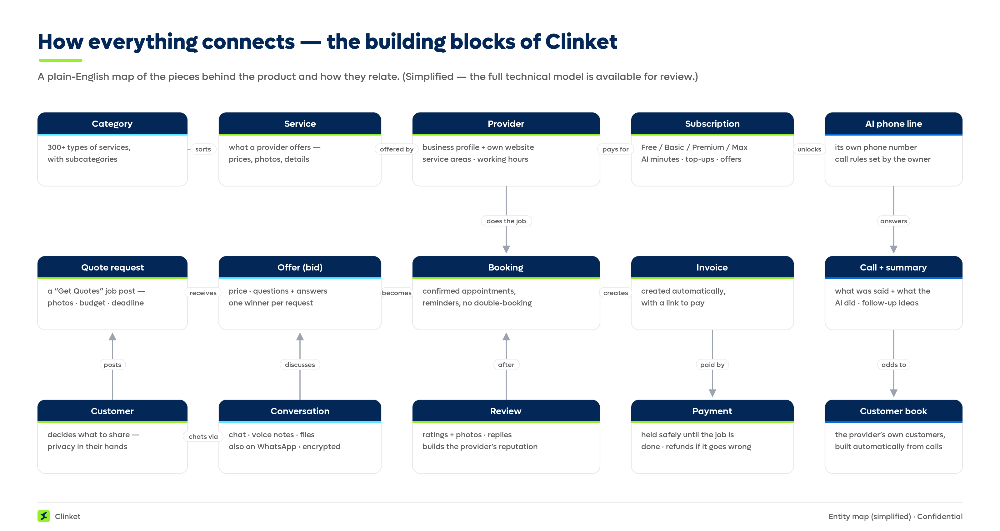 How everything connects — the building blocks of Clinket
A plain-English map of the pieces behind the product and how they relate. (Simplified — the full technical model is available for review.)
Category
300+ types of services,
with subcategories
sorts
Service
what a provider offers —
prices, photos, details
offered by
Provider
business profile + own website
service areas · working hours
pays for
Subscription
Free / Basic / Premium / Max
AI minutes · top-ups · offers
unlocks
AI phone line
its own phone number
call rules set by the owner
does the job
answers
Quote request
a “Get Quotes” job post —
photos · budget · deadline
receives
Offer (bid)
price · questions + answers
one winner per request
becomes
Booking
confirmed appointments,
reminders, no double-booking
creates
Invoice
created automatically,
with a link to pay
Call + summary
what was said + what the
AI did · follow-up ideas
posts
discusses
after
paid by
adds to
Customer
decides what to share —
privacy in their hands
chats via
Conversation
chat · voice notes · files
also on WhatsApp · encrypted
Review
ratings + photos · replies
builds the provider’s reputation
Payment
held safely until the job is
done · refunds if it goes wrong
Customer book
the provider’s own customers,
built automatically from calls
Clinket
Entity map (simplified) · Confidential